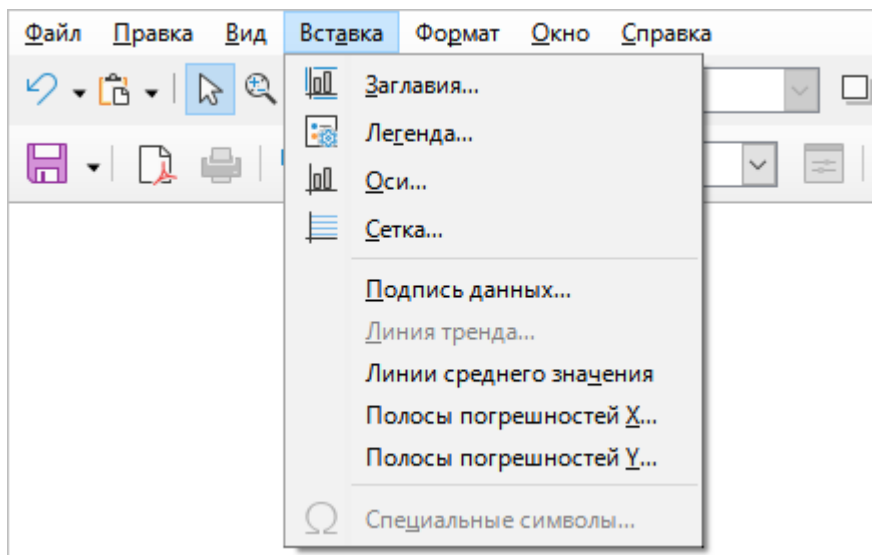 Файл Правка Вид Вставка Формат Окно Справка
Заглавия...
Легенда...
Оси...
Сетка...
Подпись данных...
Линия тренда...
Линии среднего значения
Полосы погрешностей X...
Полосы погрешностей Y...
Специальные символы...